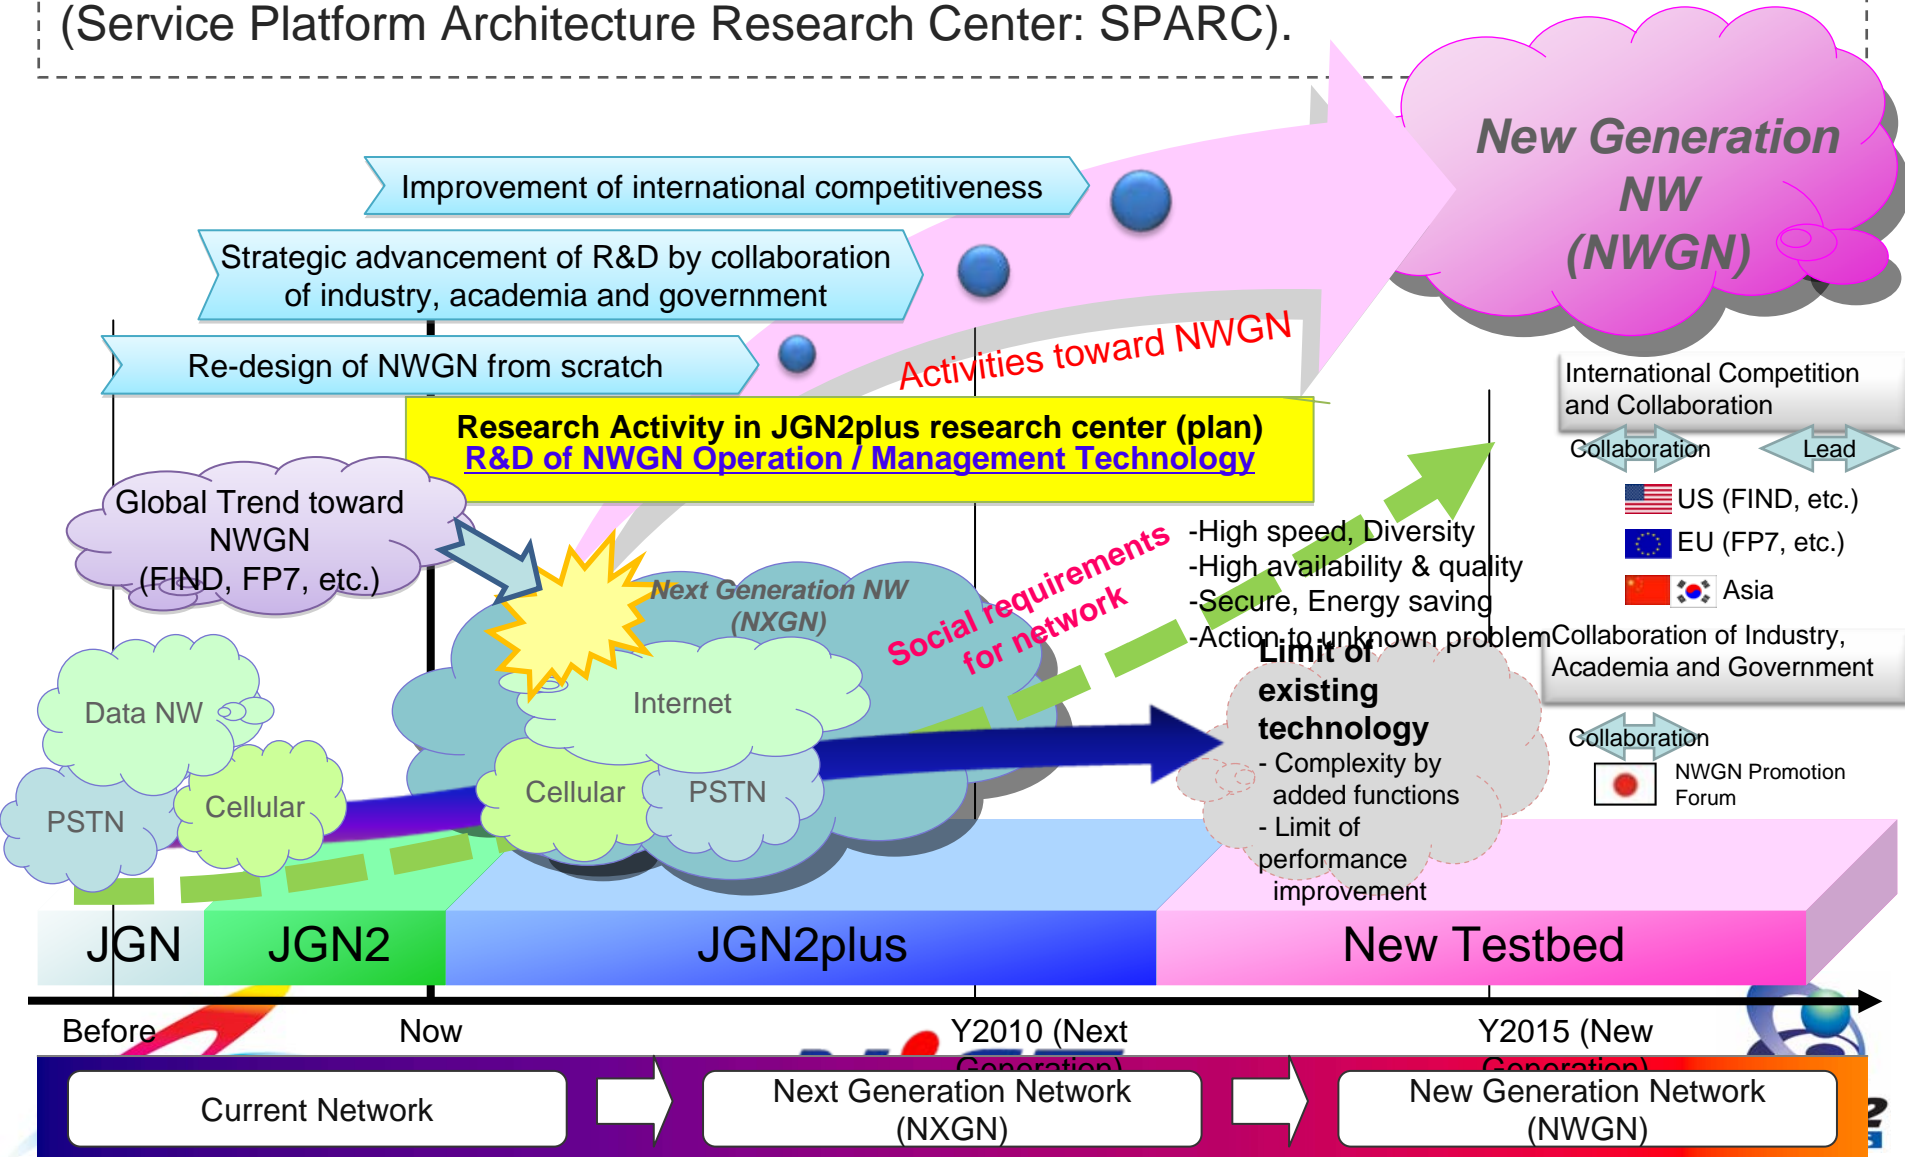 (Service Platform Architecture Research Center: SPARC).
New Generation
NW
(NWGN)
Improvement of international competitiveness
Strategic advancement of R&D by collaboration
of industry, academia and government
Re-design of NWGN from scratch
Activities toward NWGN
Research Activity in JGN2plus research center (plan)
R&D of NWGN Operation / Management Technology
Global Trend toward
NWGN
(FIND, FP7, etc.)
International Competition
and Collaboration
Collaboration
Lead
US (FIND, etc.)
EU (FP7, etc.)
Asia
Next Generation NW
(NXGN)
Social requirements
for network
-High speed, Diversity
-High availability & quality
-Secure, Energy saving
-Action to unknown problem
Collaboration of Industry,
Academia and Government
Collaboration
NWGN Promotion
Forum
Data NW
PSTN
Cellular
Internet
Cellular
PSTN
Limit of
existing
technology
- Complexity by
added functions
- Limit of
performance
improvement
JGN
JGN2
JGN2plus
New Testbed
Before
Now
Y2010 (Next
Generation)
Y2015 (New
Generation)
Current Network
Next Generation Network
(NXGN)
New Generation Network
(NWGN)